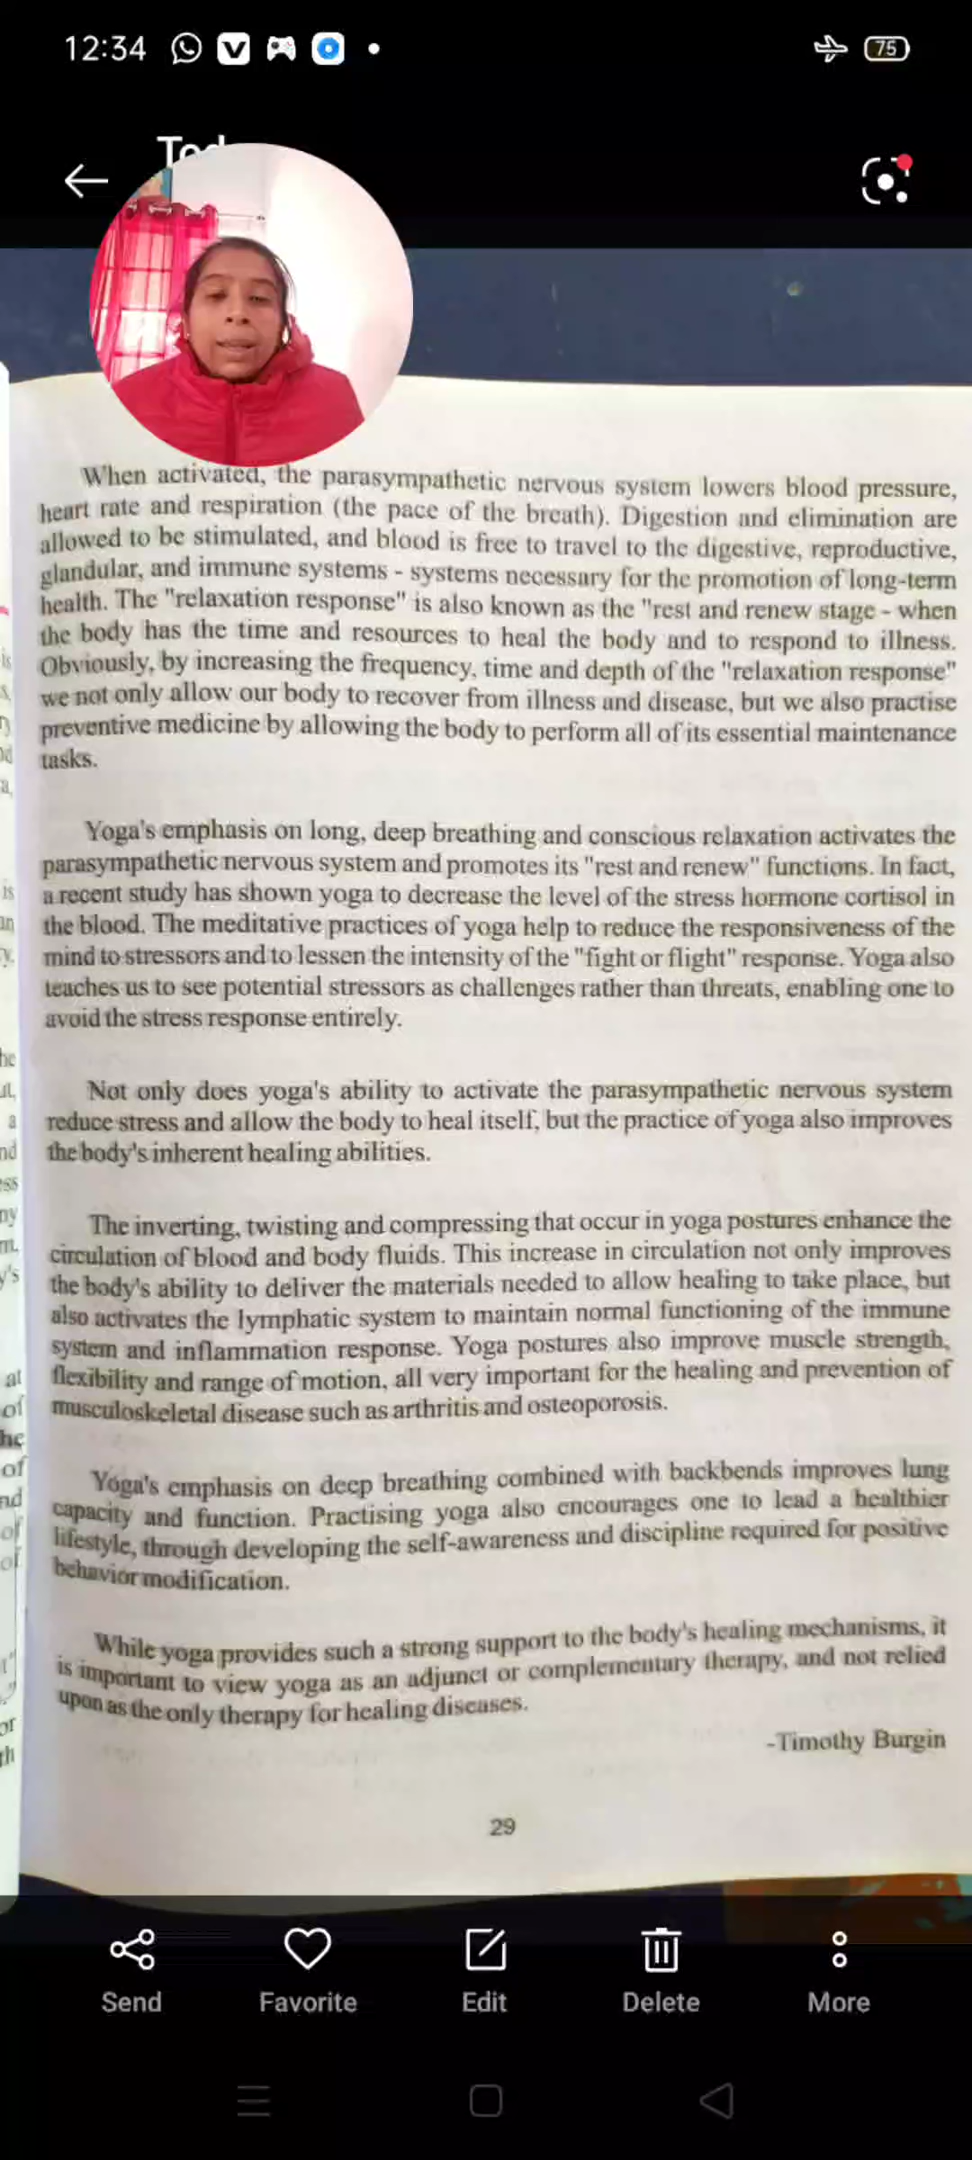 12:34
75
When activated, the parasympathetic nervous system lowers blood pressure,
heart rate and respiration (the pace of the breath). Digestion and elimination are
allowed to be stimulated, and blood is free to travel to the digestive, reproductive,
glandular, and immune systems - systems necessary for the promotion of long-term
health. The "relaxation response" is also known as the "rest and renew stage - when
the body has the time and resources to heal the body and to respond to illness.
Obviously, by increasing the frequency, time and depth of the "relaxation response"
we not only allow our body to recover from illness and disease, but we also practise
preventive medicine by allowing the body to perform all of its essential maintenance
tasks.
Yoga's emphasis on long, deep breathing and conscious relaxation activates the
parasympathetic nervous system and promotes its "rest and renew" functions. In fact,
a recent study has shown yoga to decrease the level of the stress hormone cortisol in
the blood. The meditative practices of yoga help to reduce the responsiveness of the
mind to stressors and to lessen the intensity of the "fight or flight" response. Yoga also
teaches us to see potential stressors as challenges rather than threats, enabling one to
avoid the stress response entirely.
Not only does yoga's ability to activate the parasympathetic nervous system
reduce stress and allow the body to heal itself, but the practice of yoga also improves
the body's inherent healing abilities.
The inverting, twisting and compressing that occur in yoga postures enhance the
circulation of blood and body fluids. This increase in circulation not only improves
the body's ability to deliver the materials needed to allow healing to take place, but
also activates the lymphatic system to maintain normal functioning of the immune
system and inflammation response. Yoga postures also improve muscle strength,
flexibility and range of motion, all very important for the healing and prevention of
musculoskeletal disease such as arthritis and osteoporosis.
Yoga's emphasis on deep breathing combined with backbends improves lung
capacity and function. Practising yoga also encourages one to lead a healthier
lifestyle, through developing the self-awareness and discipline required for positive
behavior modification.
While yoga provides such a strong support to the body's healing mechanisms, it
is important to view yoga as an adjunct or complementary therapy, and not relied
upon as the only therapy for healing diseases.
-Timothy Burgin
29
Send Favorite Edit Delete More